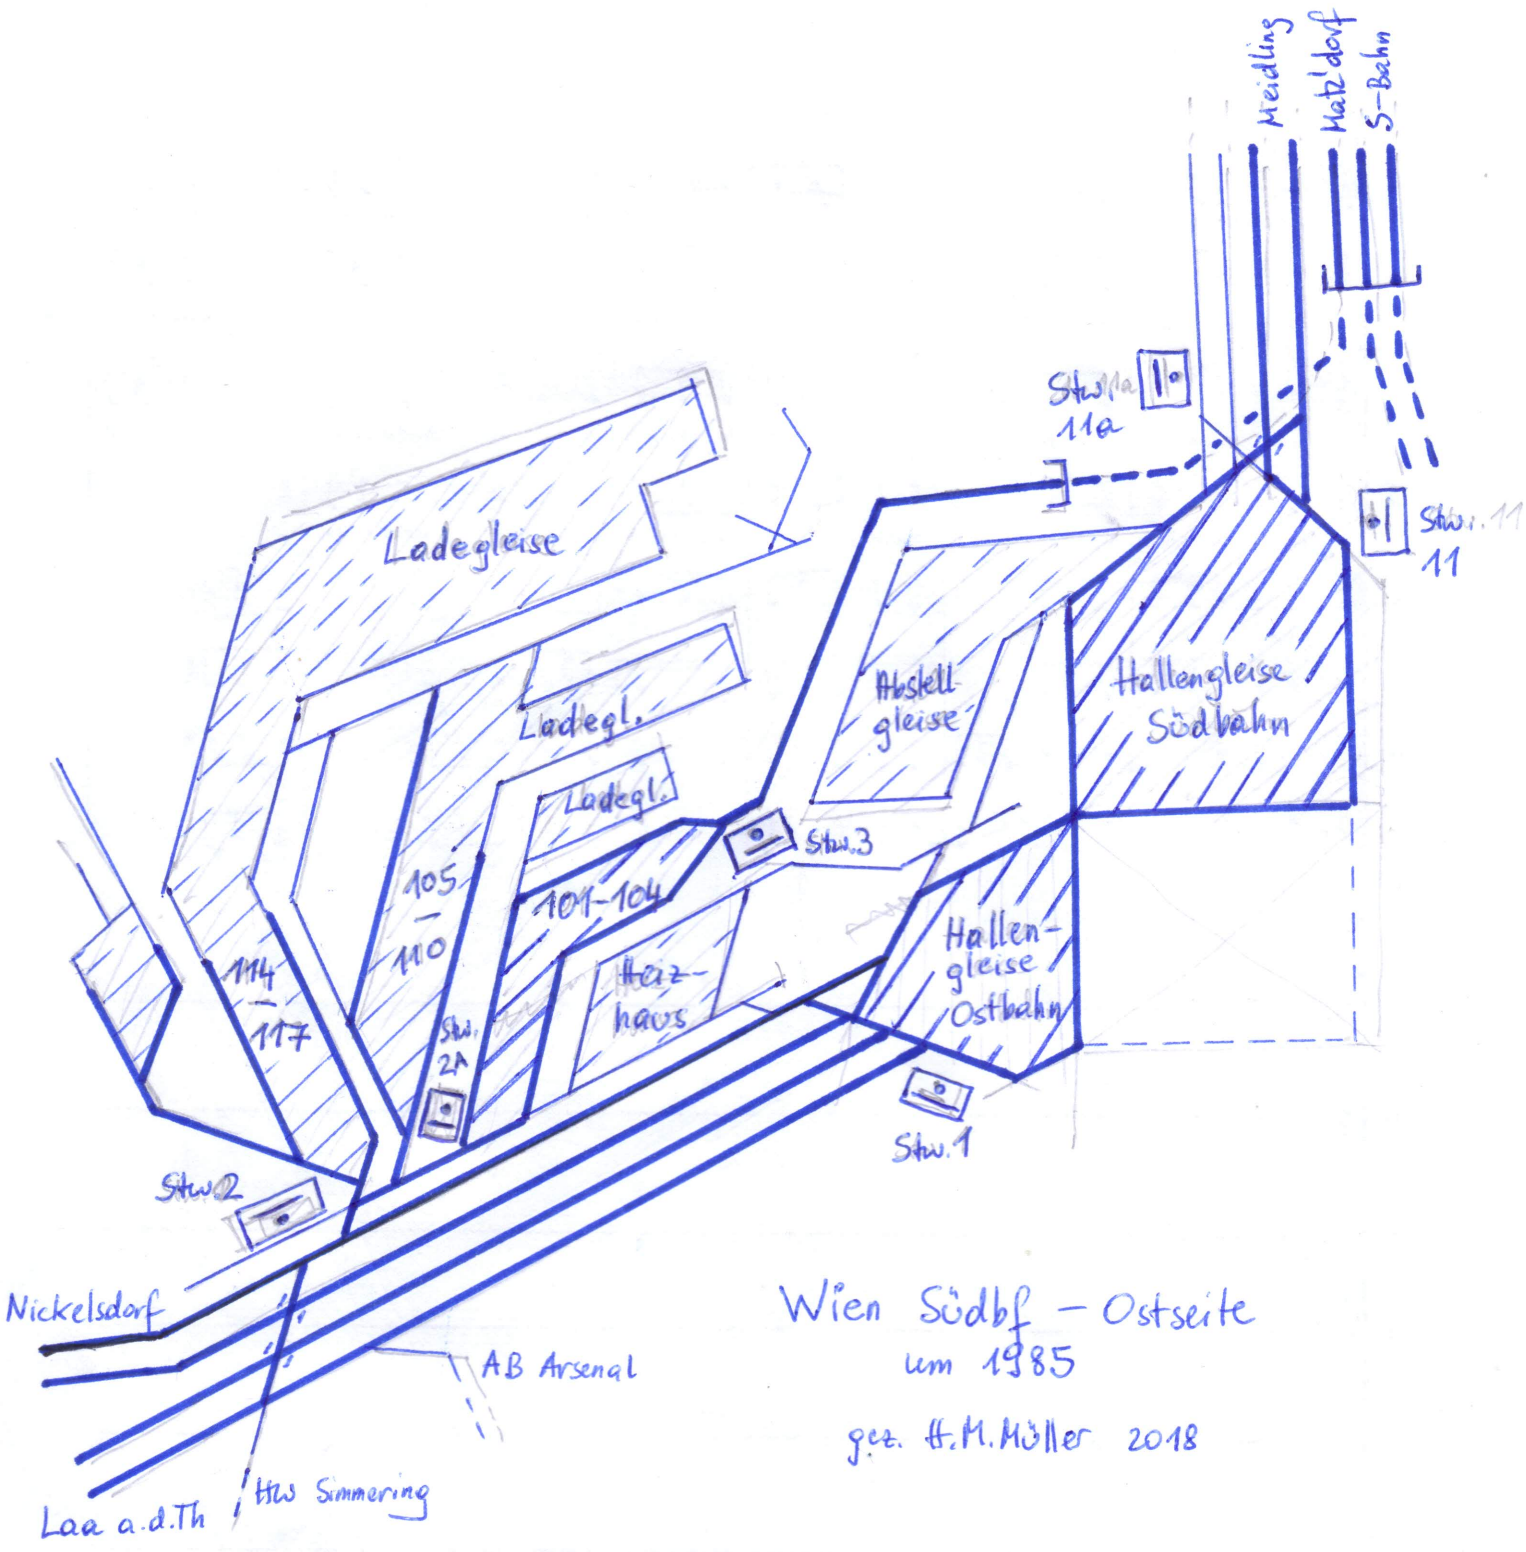 Meidling
Matz'dorf
S-Bahn
Stw. 11a
11a
Stw. 11
11
Ladegleise
Hallengleise
Südbahn
Abstell-
gleise
Ladegl.
Ladegl.
Stw.3
105
–
110
101-104
Hallen-
gleise
Ostbahn
114
–
117
Heiz-
haus
Stw.
2A
Stw.1
Stw.2
Nickelsdorf
Wien Südbf – Ostseite
um 1985
AB Arsenal
gez. H.M.Müller 2018
HW Simmering
Laa a.d.Th